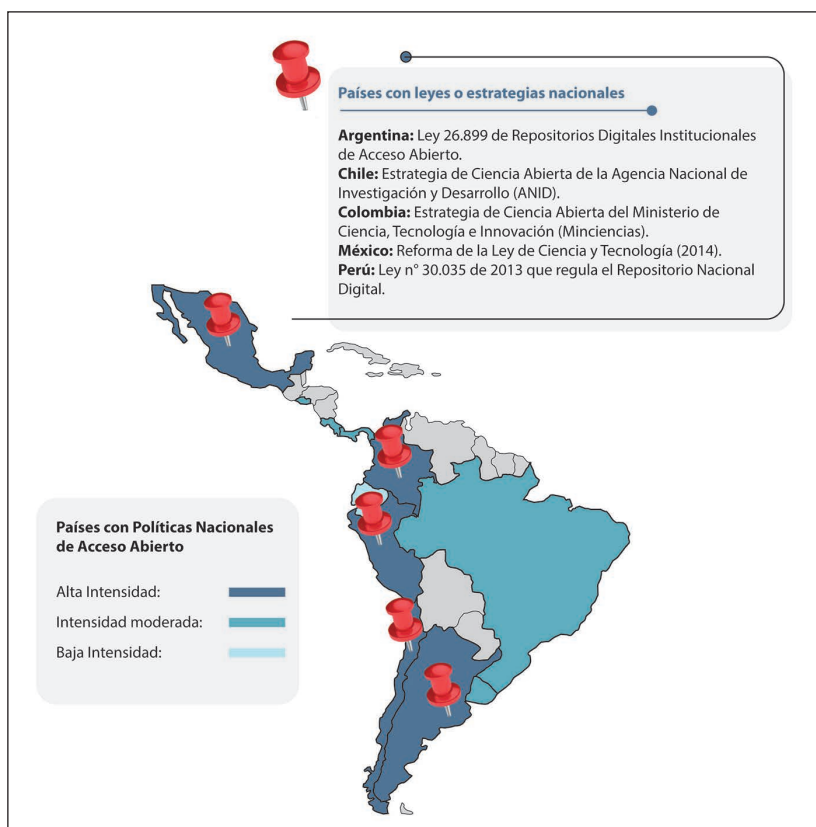 Países con leyes o estrategias nacionales
Argentina: Ley 26.899 de Repositorios Digitales Institucionales
de Acceso Abierto.
Chile: Estrategia de Ciencia Abierta de la Agencia Nacional de
Investigación y Desarrollo (ANID).
Colombia: Estrategia de Ciencia Abierta del Ministerio de
Ciencia, Tecnología e Innovación (Minciencias).
México: Reforma de la Ley de Ciencia y Tecnología (2014).
Perú: Ley n° 30.035 de 2013 que regula el Repositorio Nacional
Digital.
Países con Políticas Nacionales
de Acceso Abierto
Alta Intensidad:
Intensidad moderada:
Baja Intensidad: